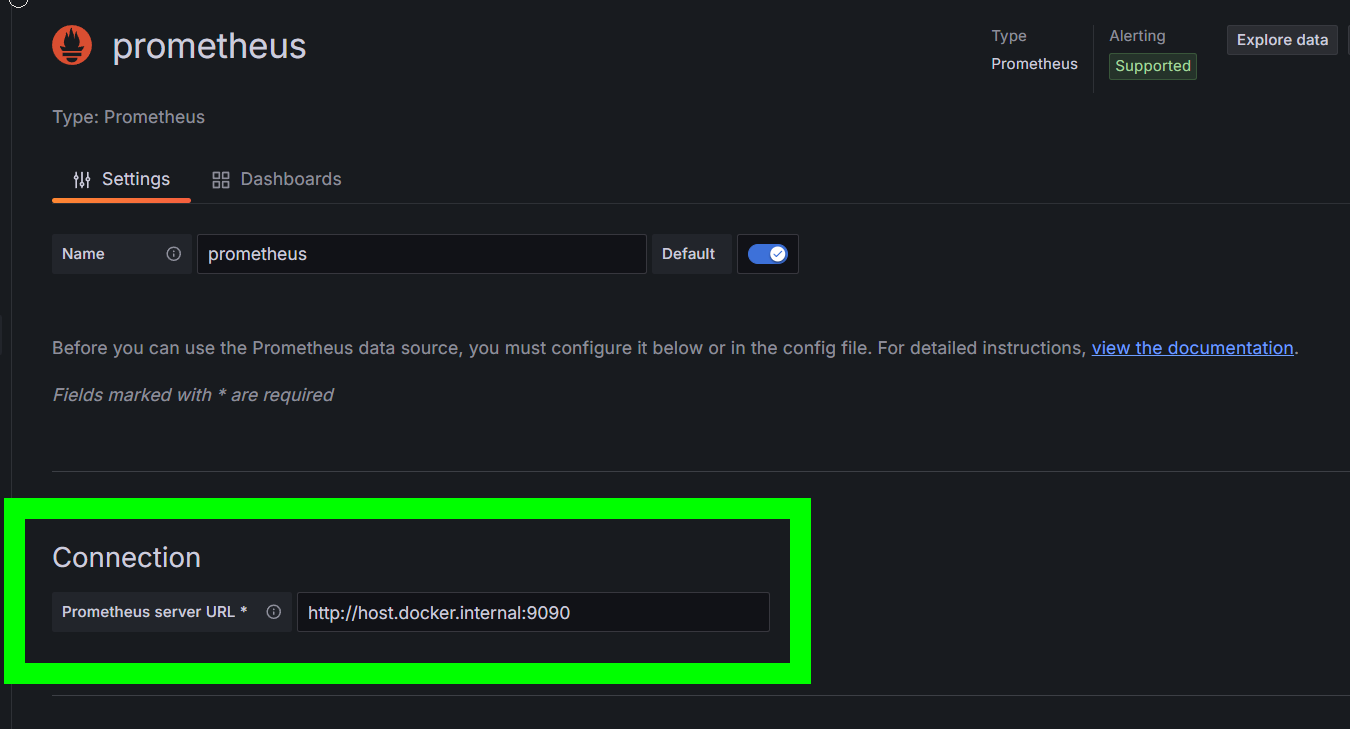 prometheus
Type
Prometheus
Alerting
Supported
Explore data
Type: Prometheus
Settings
Dashboards
Name
prometheus
Default
Before you can use the Prometheus data source, you must configure it below or in the config file. For detailed instructions, view the documentation.
Fields marked with * are required
Connection
Prometheus server URL *
http://host.docker.internal:9090